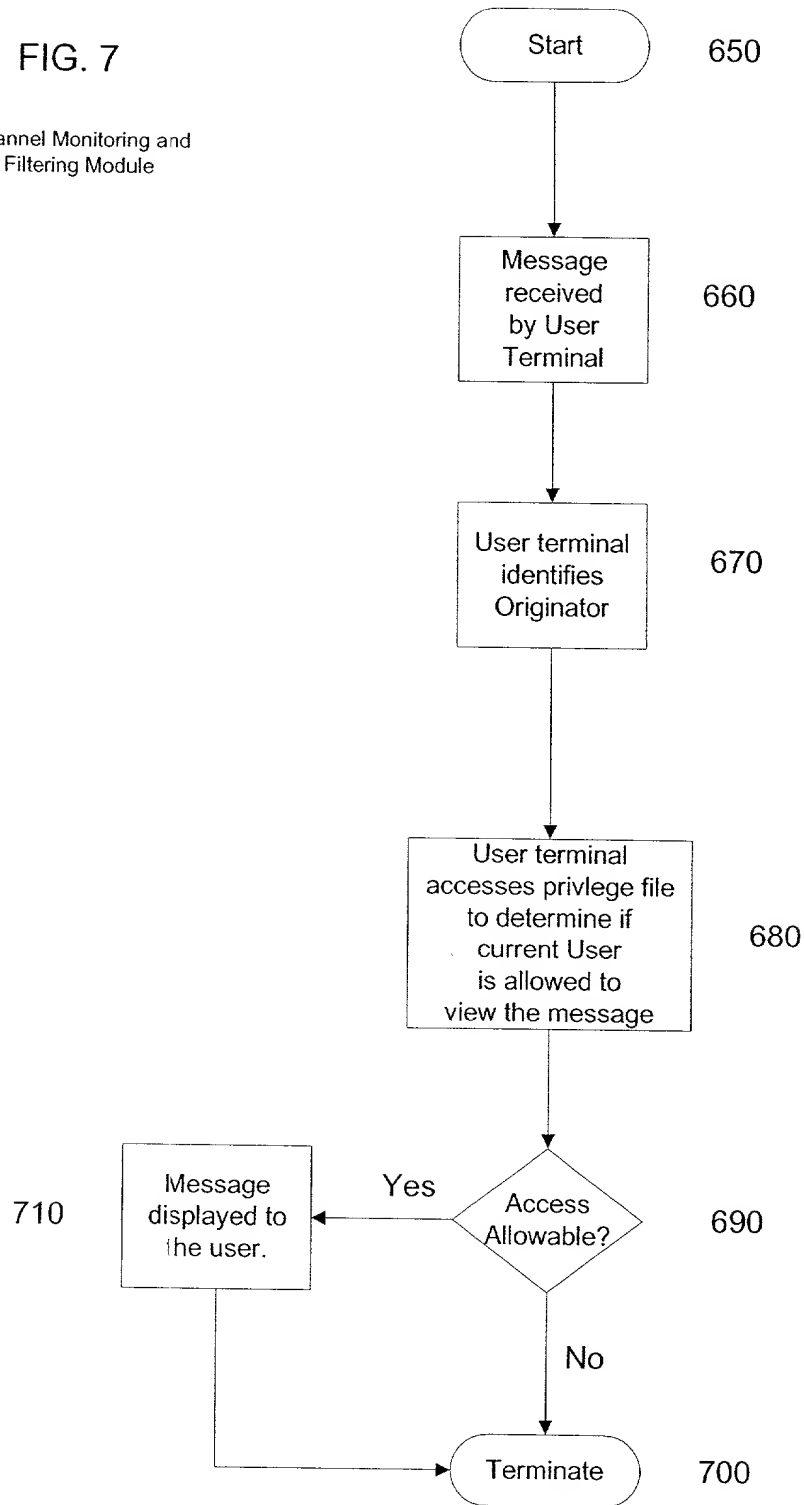 FIG. 7
annel Monitoring and
Filtering Module
Start
650
Message
received
by User
Terminal
660
User terminal
identifies
Originator
670
User terminal
accesses privlege file
to determine if
current User
is allowed to
view the message
680
Access
Allowable?
690
Yes
Message
displayed to
the user.
710
No
Terminate
700